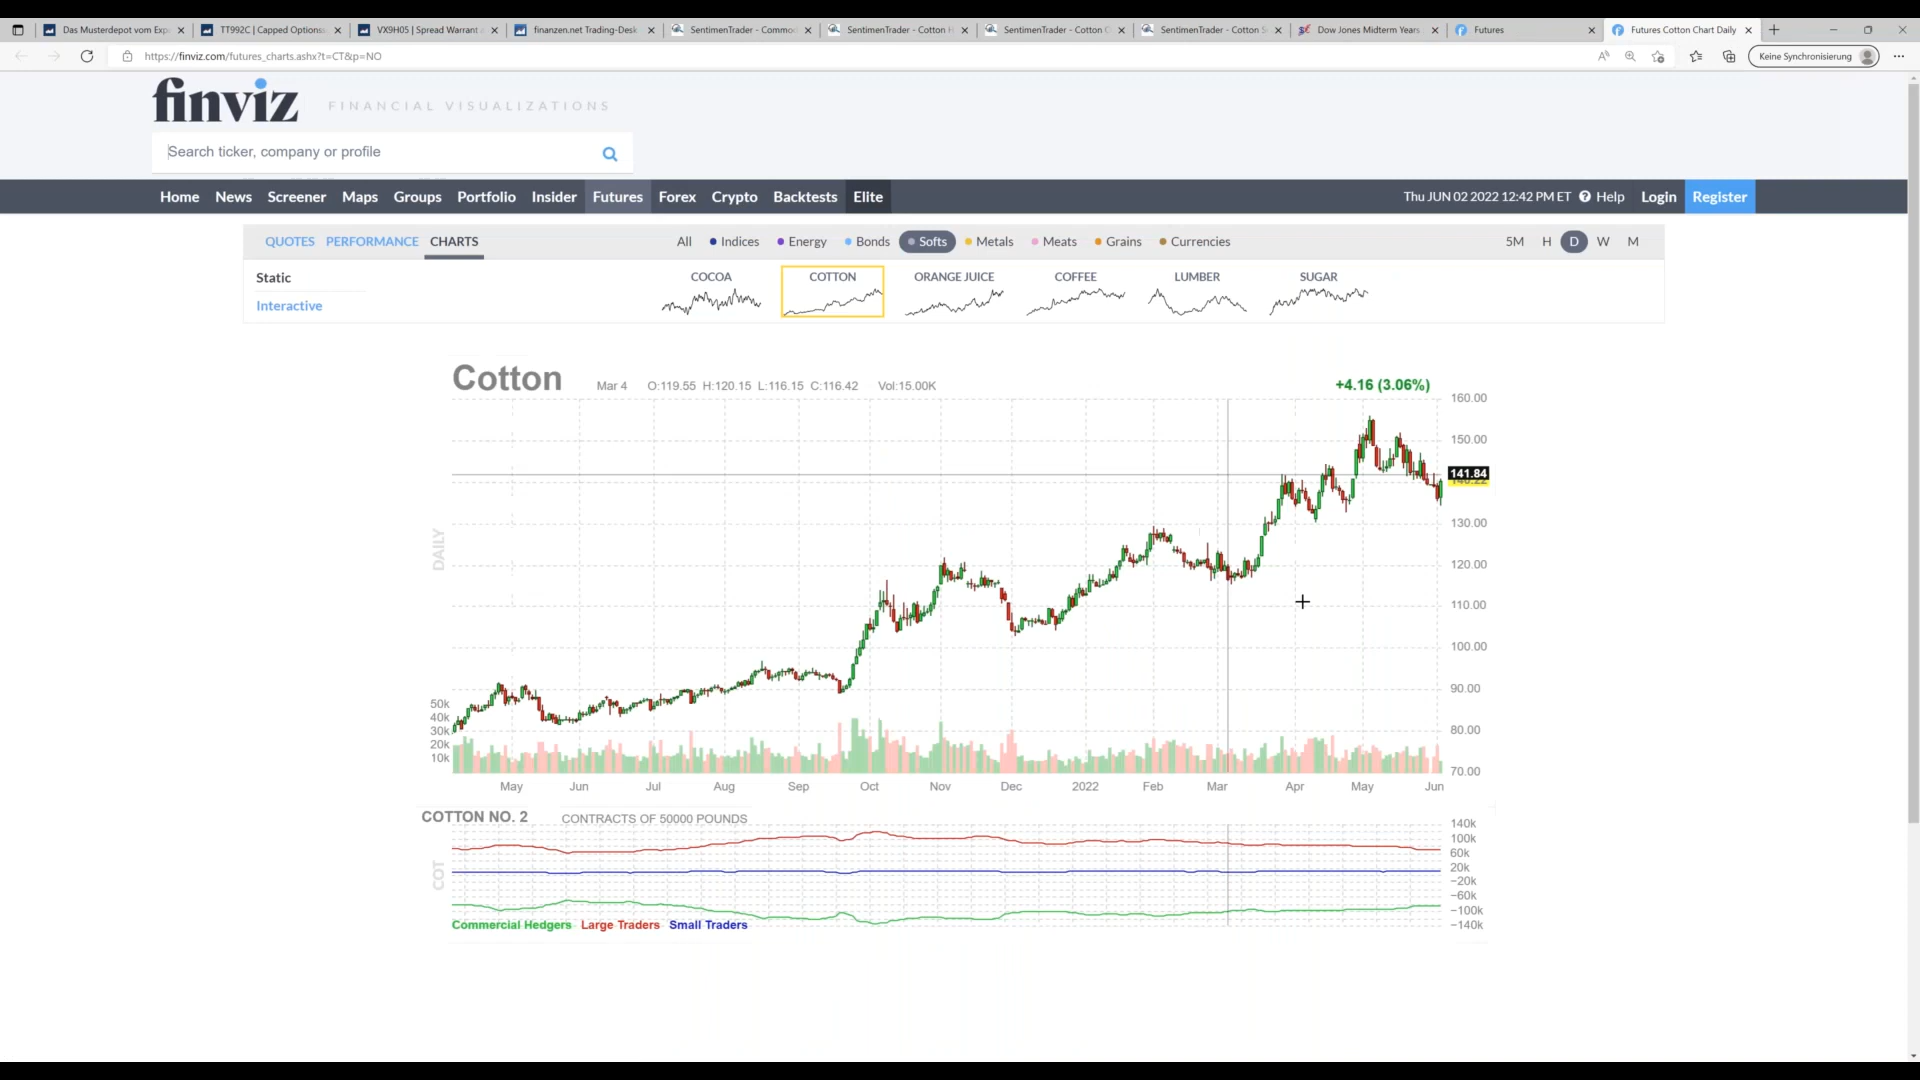 Das Musterdepot vom Exp
TT992C | Capped Options
VX9H05 | Spread Warrant
finanzen.net Trading-Desk
SentimenTrader - Commo
SentimenTrader - Cotton
SentimenTrader - Cotton
SentimenTrader - Cotton
Dow Jones Midterm Years
Futures
Futures Cotton Chart Daily
https://finviz.com/futures_charts.ashx?t=CT&p=NO
Keine Synchronisierung
finviz FINANCIAL VISUALIZATIONS
Search ticker, company or profile
Home News Screener Maps Groups Portfolio Insider Futures Forex Crypto Backtests Elite
Thu JUN 02 2022 12:42 PM ET Help Login Register
QUOTES PERFORMANCE CHARTS
All Indices Energy Bonds Softs Metals Meats Grains Currencies
5M H D W M
Static
Interactive
COCOA COTTON ORANGE JUICE COFFEE LUMBER SUGAR
Cotton Mar 4 O:119.55 H:120.15 L:116.15 C:116.42 Vol:15.00K +4.16 (3.06%)
160.00
150.00
141.84
130.00
120.00
110.00
100.00
90.00
80.00
70.00
DAILY
50k
40k
30k
20k
10k
May Jun Jul Aug Sep Oct Nov Dec 2022 Feb Mar Apr May Jun
COTTON NO. 2 CONTRACTS OF 50000 POUNDS
140k
100k
60k
20k
−20k
−60k
−100k
−140k
COT
Commercial Hedgers Large Traders Small Traders